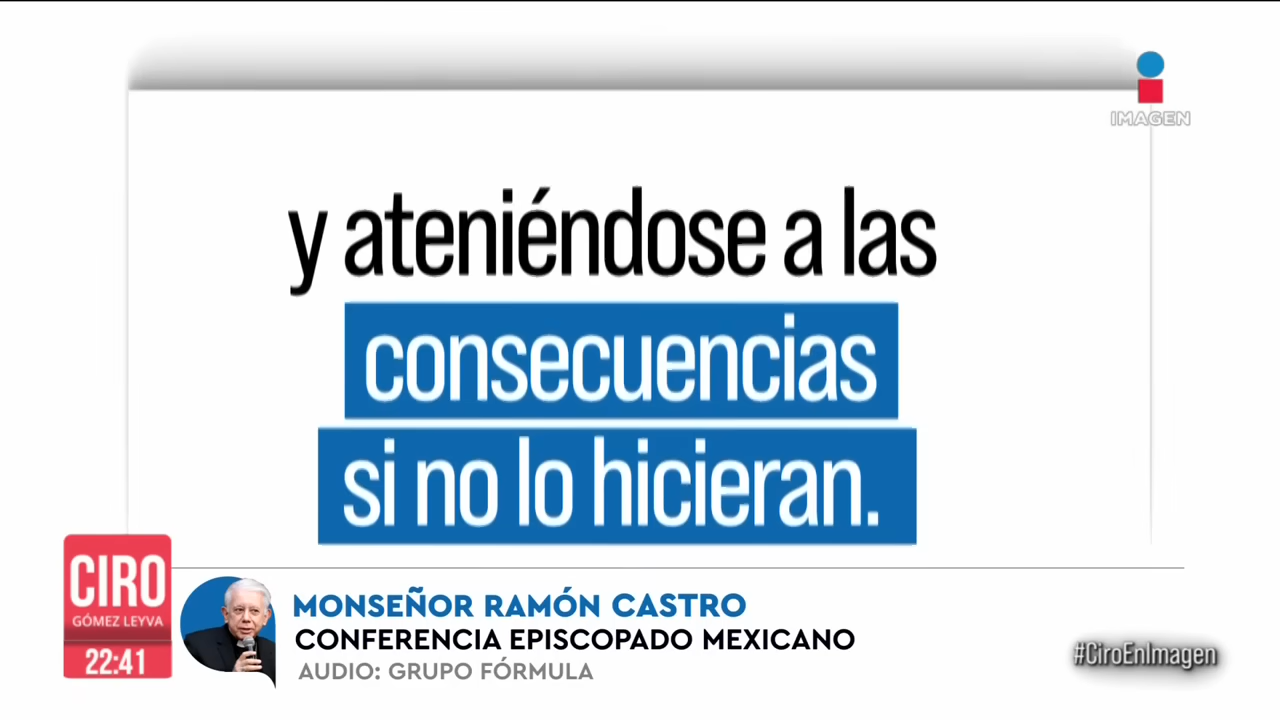 IMAGEN
y ateniéndose a las
consecuencias
si no lo hicieran.
CIRO
GÓMEZ LEYVA
22:41
MONSEÑOR RAMÓN CASTRO
CONFERENCIA EPISCOPADO MEXICANO
AUDIO: GRUPO FÓRMULA
#CiroEnImagen